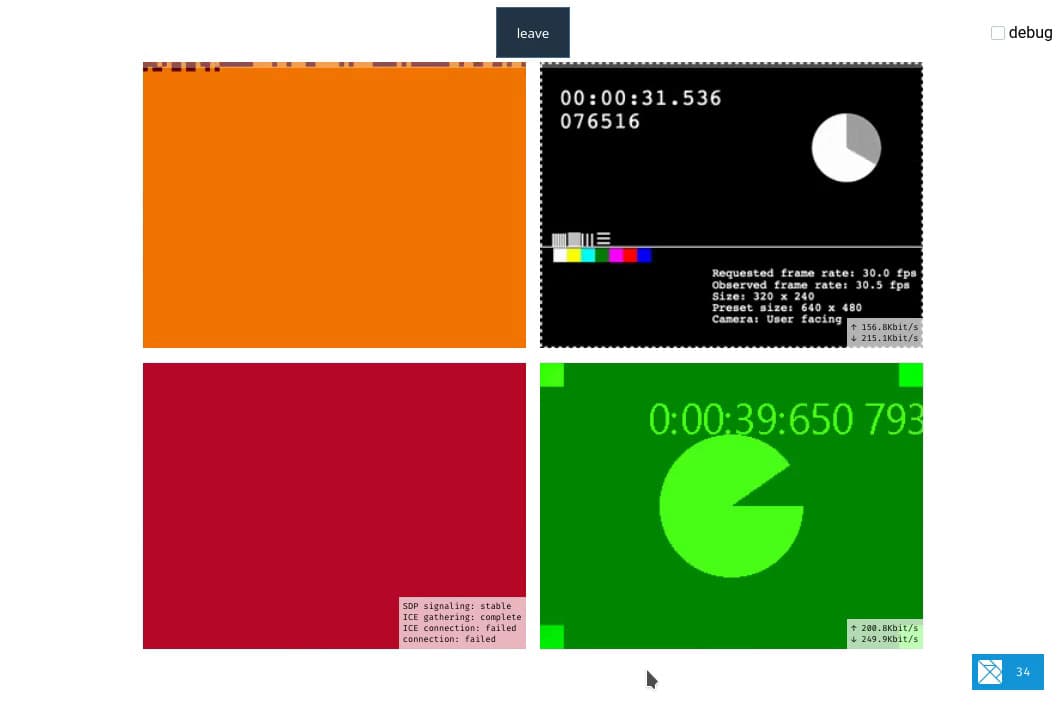 leave
debug
00:00:31.536
076516
Requested frame rate: 30.0 fps
Observed frame rate: 30.5 fps
Size: 320 x 240
Preset size: 640 x 480
Camera: User facing
↑ 156.8Kbit/s
↓ 215.1Kbit/s
0:00:39:650 793
SDP signaling: stable
ICE gathering: complete
ICE connection: failed
connection: failed
↑ 200.8Kbit/s
↓ 249.9Kbit/s
34